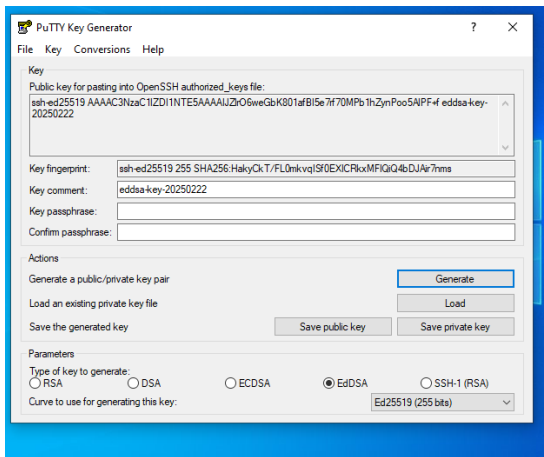 PuTTY Key Generator
File Key Conversions Help
Key
Public key for pasting into OpenSSH authorized_keys file:
ssh-ed25519 AAAAC3NzaC1lZDI1NTE5AAAAIJZIrO6weGbK801afBI5e7rf70MPb1hZynPoo5AlPF+f eddsa-key-
20250222
Key fingerprint: ssh-ed25519 255 SHA256:HakyCkT/FL0mkvqISf0EXlCRkxMFIQiQ4bDJAir7nms
Key comment: eddsa-key-20250222
Key passphrase:
Confirm passphrase:
Actions
Generate a public/private key pair Generate
Load an existing private key file Load
Save the generated key Save public key Save private key
Parameters
Type of key to generate:
RSA DSA ECDSA EdDSA SSH-1 (RSA)
Curve to use for generating this key: Ed25519 (255 bits)